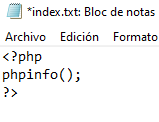 *index.txt: Bloc de notas
Archivo Edición Formato
<?php
phpinfo();
?>